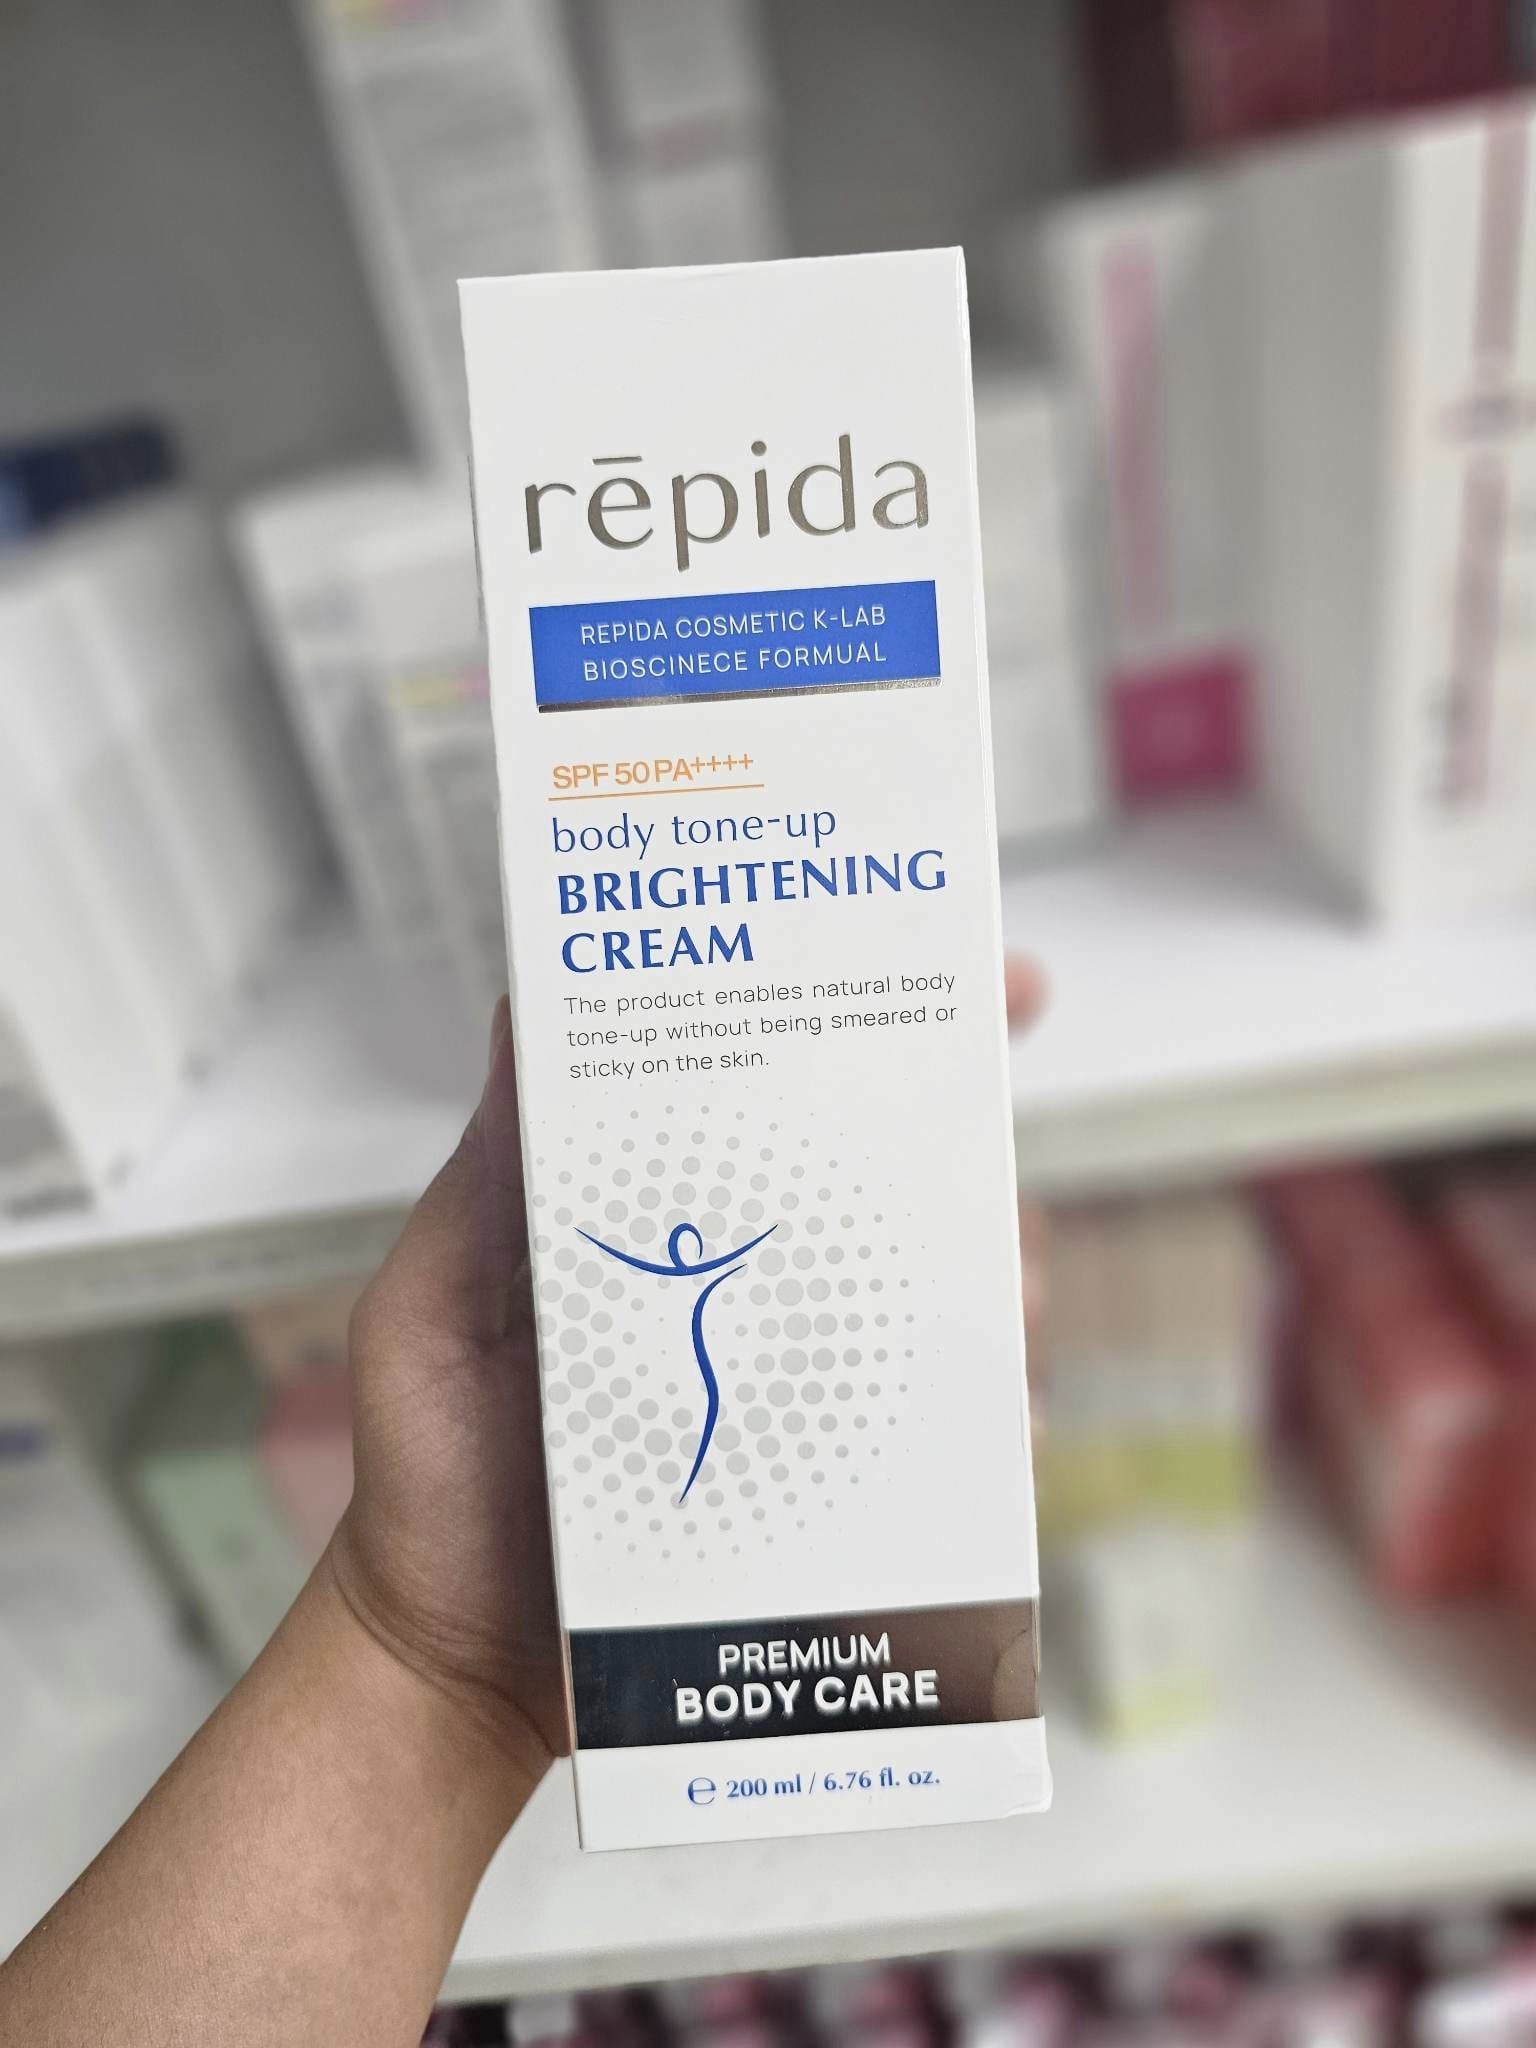 rēpida
REPIDA COSMETIC K-LAB
BIOSCINECE FORMUAL
SPF 50 PA++++
body tone-up
BRIGHTENING
CREAM
The product enables natural body
tone-up without being smeared or
sticky on the skin.
PREMIUM
BODY CARE
℮ 200 ml / 6.76 fl. oz.